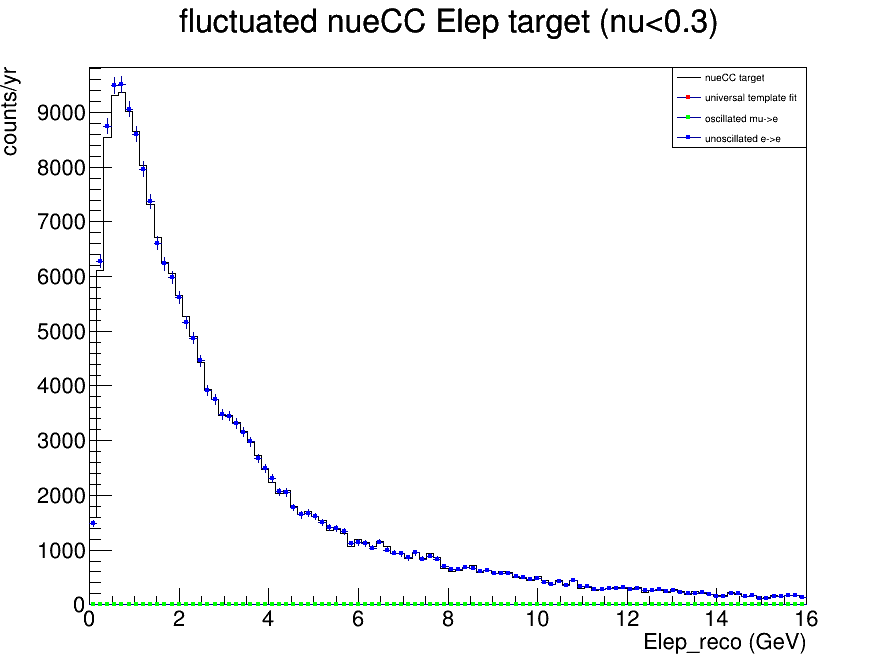 fluctuated nueCC Elep target (nu<0.3)
counts/yr
nueCC target
universal template fit
oscillated mu->e
unoscillated e->e
9000
8000
7000
6000
5000
4000
3000
2000
1000
0
0 2 4 6 8 10 12 14 16
Elep_reco (GeV)